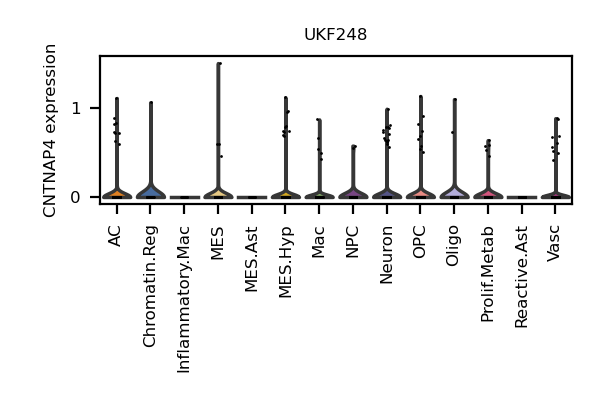 UKF248
CNTNAP4 expression
1
0
AC
Chromatin.Reg
Inflammatory.Mac
MES
MES.Ast
MES.Hyp
Mac
NPC
Neuron
OPC
Oligo
Prolif.Metab
Reactive.Ast
Vasc